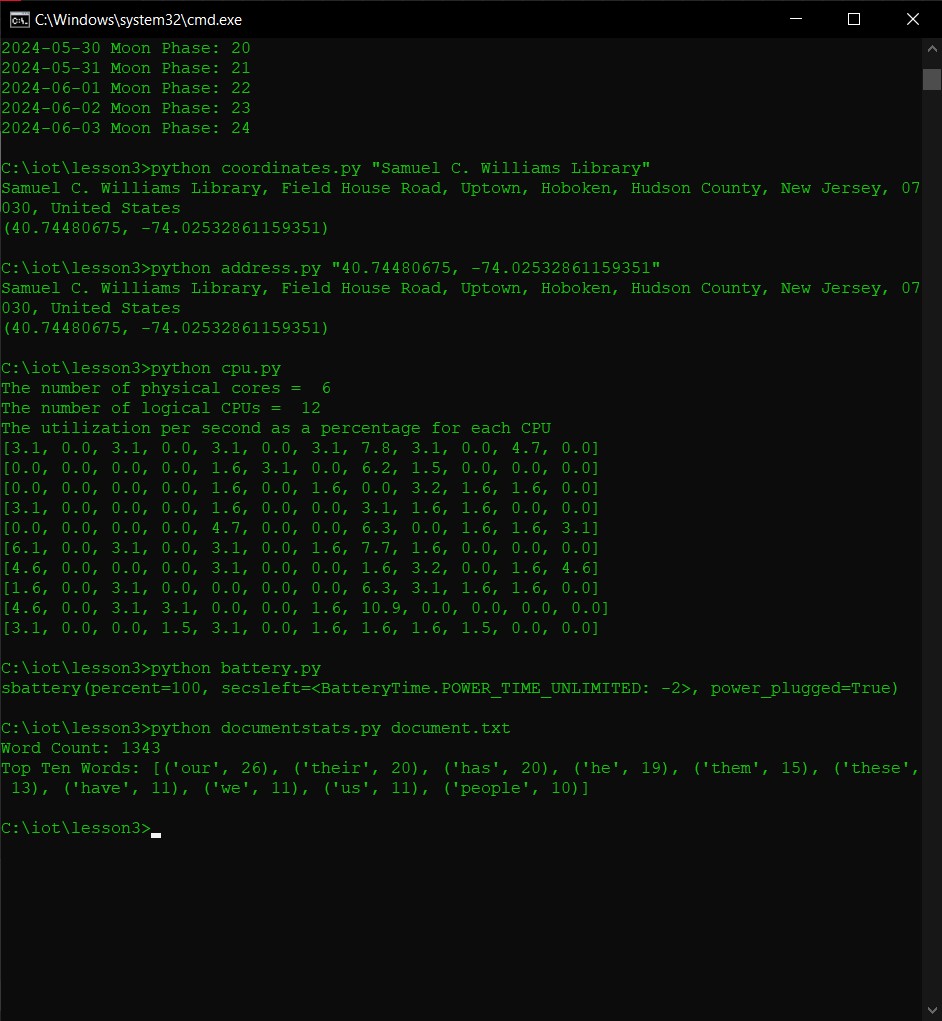 C:\Windows\system32\cmd.exe
2024-05-30 Moon Phase: 20
2024-05-31 Moon Phase: 21
2024-06-01 Moon Phase: 22
2024-06-02 Moon Phase: 23
2024-06-03 Moon Phase: 24
C:\iot\lesson3>python coordinates.py "Samuel C. Williams Library"
Samuel C. Williams Library, Field House Road, Uptown, Hoboken, Hudson County, New Jersey, 07
030, United States
(40.74480675, -74.02532861159351)
C:\iot\lesson3>python address.py "40.74480675, -74.02532861159351"
Samuel C. Williams Library, Field House Road, Uptown, Hoboken, Hudson County, New Jersey, 07
030, United States
(40.74480675, -74.02532861159351)
C:\iot\lesson3>python cpu.py
The number of physical cores =  6
The number of logical CPUs =  12
The utilization per second as a percentage for each CPU
[3.1, 0.0, 3.1, 0.0, 3.1, 0.0, 3.1, 7.8, 3.1, 0.0, 4.7, 0.0]
[0.0, 0.0, 0.0, 0.0, 1.6, 3.1, 0.0, 6.2, 1.5, 0.0, 0.0, 0.0]
[0.0, 0.0, 0.0, 0.0, 1.6, 0.0, 1.6, 0.0, 3.2, 1.6, 1.6, 0.0]
[3.1, 0.0, 0.0, 0.0, 1.6, 0.0, 0.0, 3.1, 1.6, 1.6, 0.0, 0.0]
[0.0, 0.0, 0.0, 0.0, 4.7, 0.0, 0.0, 6.3, 0.0, 1.6, 1.6, 3.1]
[6.1, 0.0, 3.1, 0.0, 3.1, 0.0, 1.6, 7.7, 1.6, 0.0, 0.0, 0.0]
[4.6, 0.0, 0.0, 0.0, 3.1, 0.0, 0.0, 1.6, 3.2, 0.0, 1.6, 4.6]
[1.6, 0.0, 3.1, 0.0, 0.0, 0.0, 0.0, 6.3, 3.1, 1.6, 1.6, 0.0]
[4.6, 0.0, 3.1, 3.1, 0.0, 0.0, 1.6, 10.9, 0.0, 0.0, 0.0, 0.0]
[3.1, 0.0, 0.0, 1.5, 3.1, 0.0, 1.6, 1.6, 1.6, 1.5, 0.0, 0.0]
C:\iot\lesson3>python battery.py
sbattery(percent=100, secsleft=<BatteryTime.POWER_TIME_UNLIMITED: -2>, power_plugged=True)
C:\iot\lesson3>python documentstats.py document.txt
Word Count: 1343
Top Ten Words: [('our', 26), ('their', 20), ('has', 20), ('he', 19), ('them', 15), ('these',
 13), ('have', 11), ('we', 11), ('us', 11), ('people', 10)]
C:\iot\lesson3>